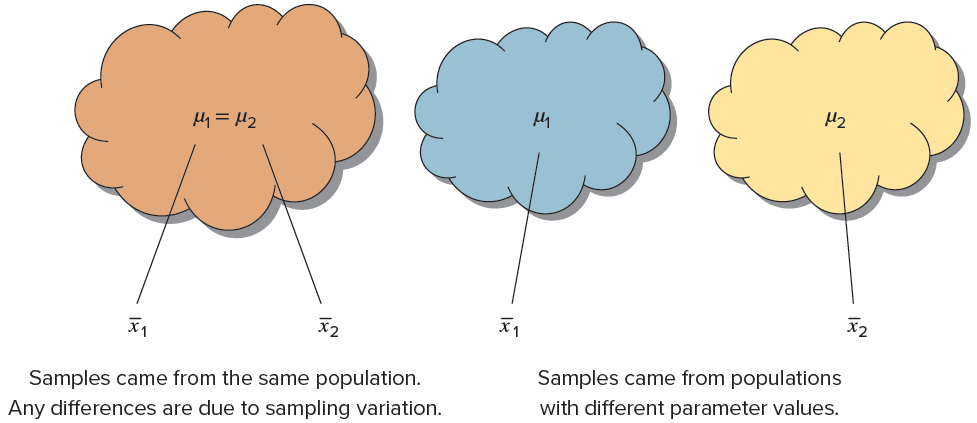 μ₁ = μ₂
μ₁
μ₂
x̅₁
x̅₂
x̅₁
x̅₂
Samples came from the same population.
Any differences are due to sampling variation.
Samples came from populations
with different parameter values.